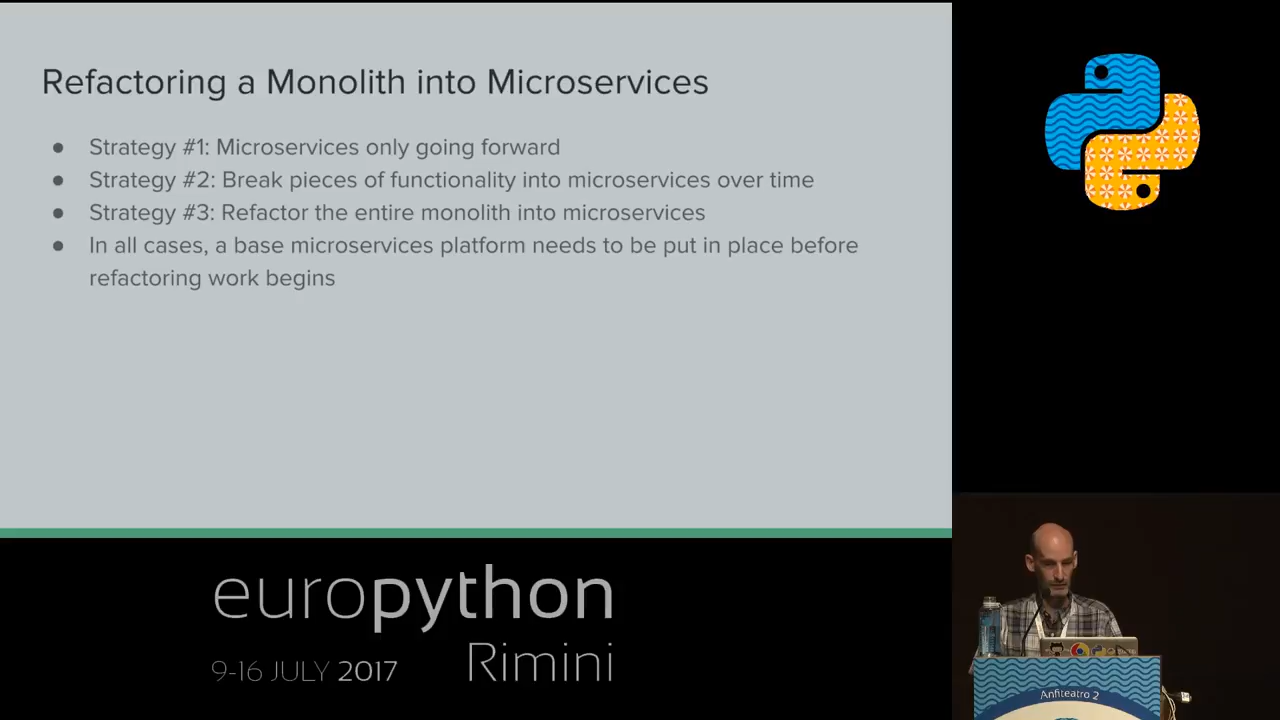 Refactoring a Monolith into Microservices
● Strategy #1: Microservices only going forward
● Strategy #2: Break pieces of functionality into microservices over time
● Strategy #3: Refactor the entire monolith into microservices
● In all cases, a base microservices platform needs to be put in place before
refactoring work begins
europython
9-16 JULY 2017 Rimini
Anfiteatro 2